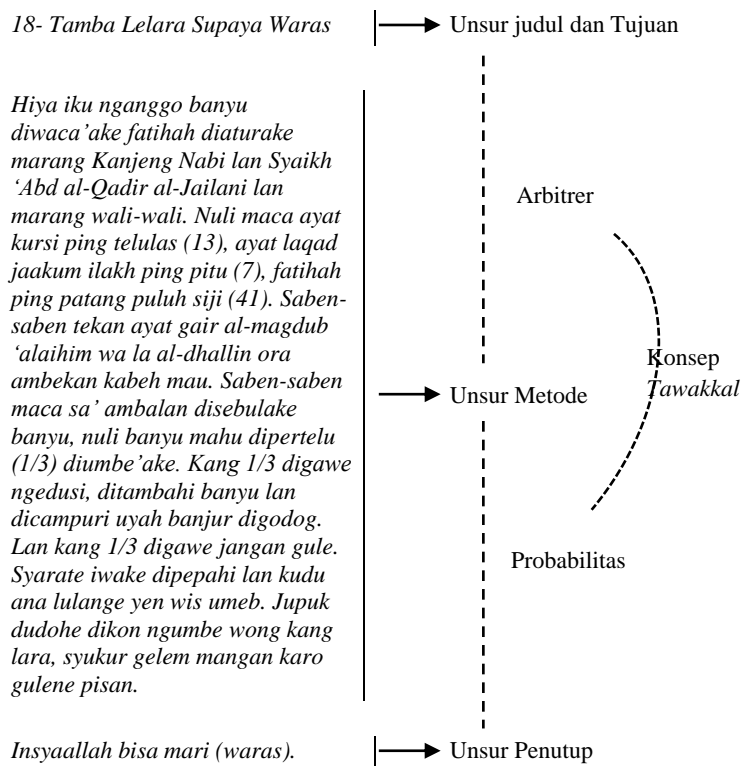 18- Tamba Lelara Supaya Waras
Unsur judul dan Tujuan
Hiya iku nganggo banyu
diwaca’ake fatihah diaturake
marang Kanjeng Nabi lan Syaikh
‘Abd al-Qadir al-Jailani lan
marang wali-wali. Nuli maca ayat
kursi ping telulas (13), ayat laqad
jaakum ilakh ping pitu (7), fatihah
ping patang puluh siji (41). Saben-
saben tekan ayat gair al-magdub
‘alaihim wa la al-dhallin ora
ambekan kabeh mau. Saben-saben
maca sa’ ambalan disebulake
banyu, nuli banyu mahu dipertelu
(1/3) diumbe’ake. Kang 1/3 digawe
ngedusi, ditambahi banyu lan
dicampuri uyah banjur digodog.
Lan kang 1/3 digawe jangan gule.
Syarate iwake dipepahi lan kudu
ana lulange yen wis umeb. Jupuk
dudohe dikon ngumbe wong kang
lara, syukur gelem mangan karo
gulene pisan.
Arbitrer
Konsep
Tawakkal
Unsur Metode
Probabilitas
Insyaallah bisa mari (waras).
Unsur Penutup